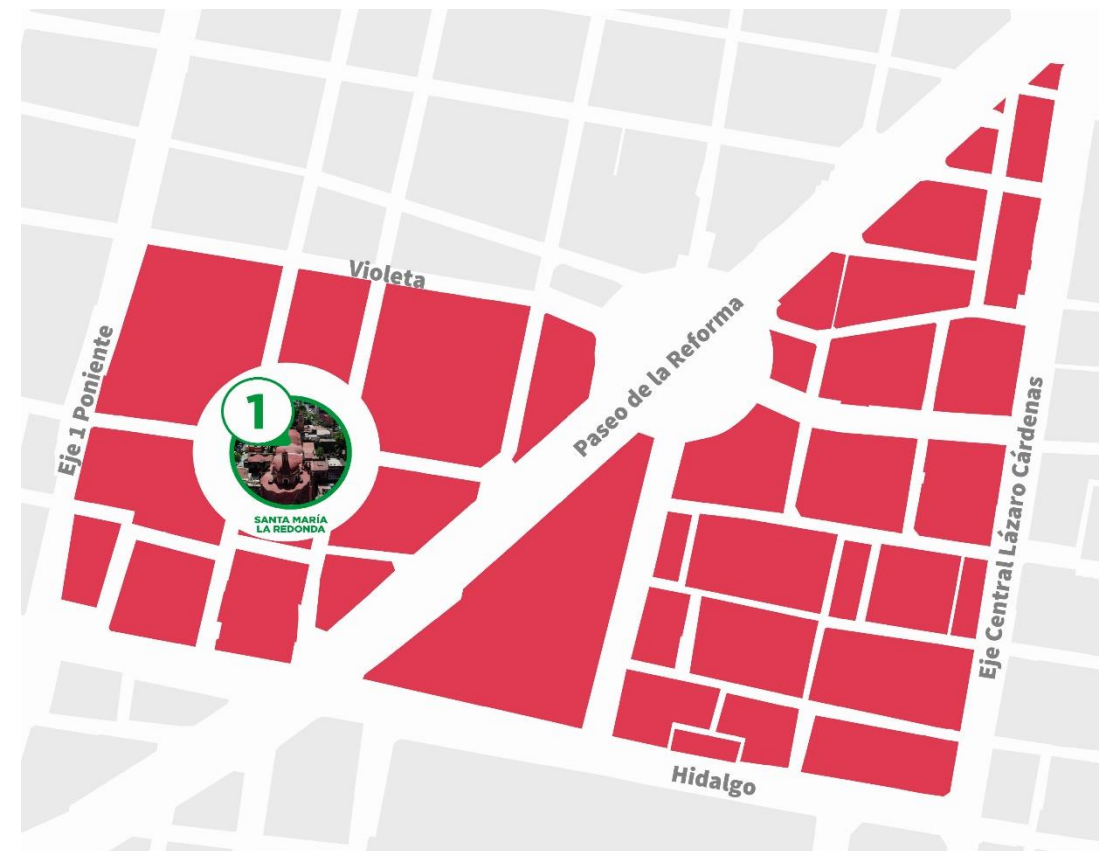 Violeta
Eje 1 Poniente
Paseo de la Reforma
1
SANTA MARÍA
LA REDONDA
Eje Central Lázaro Cárdenas
Hidalgo